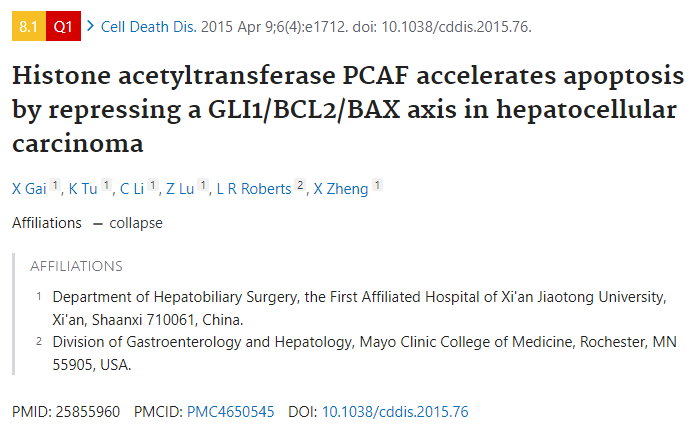 8.1 Q1 > Cell Death Dis. 2015 Apr 9;6(4):e1712. doi: 10.1038/cddis.2015.76.
Histone acetyltransferase PCAF accelerates apoptosis
by repressing a GLI1/BCL2/BAX axis in hepatocellular
carcinoma
X Gai 1, K Tu 1, C Li 1, Z Lu 1, L R Roberts 2, X Zheng 1
Affiliations – collapse
AFFILIATIONS
1 Department of Hepatobiliary Surgery, the First Affiliated Hospital of Xi'an Jiaotong University,
Xi'an, Shaanxi 710061, China.
2 Division of Gastroenterology and Hepatology, Mayo Clinic College of Medicine, Rochester, MN
55905, USA.
PMID: 25855960 PMCID: PMC4650545 DOI: 10.1038/cddis.2015.76